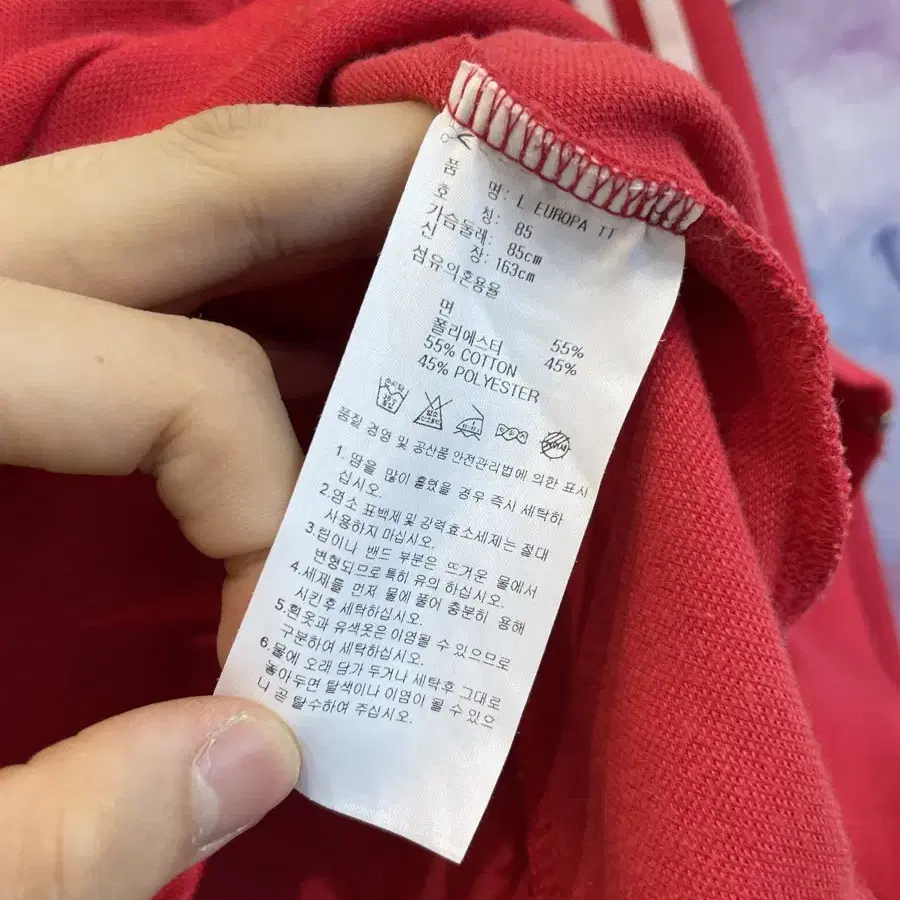 품 명: L EUROPA TT
호 칭: 85
가슴둘레: 85cm
신 장: 163cm
섬유의혼용율
면 55%
폴리에스터 45%
55% COTTON
45% POLYESTER
품질 경영 및 공산품 안전관리법에 의한 표시
1. 땀을 많이 흘렸을 경우 즉시 세탁하
십시오.
2.염소 표백제 및 강력효소세제는 절대
사용하지 마십시오.
3.립이나 밴드 부분은 뜨거운 물에서
변형되므로 특히 유의 하십시오.
4.세제를 먼저 물에 풀어 충분히 용해
시킨후 세탁하십시오.
5.흰옷과 유색옷은 이염될 수 있으므로
구분하여 세탁하십시오.
6.물에 오래 담가 두거나 세탁후 그대로
놓아두면 탈색이나 이염이 될 수 있으
니 곧 탈수하여 주십시오.